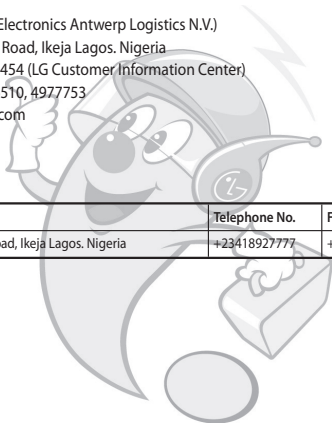 Electronics Antwerp Logistics N.V.)
Road, Ikeja Lagos. Nigeria
454 (LG Customer Information Center)
510, 4977753
com
LG
Telephone No.
oad, Ikeja Lagos. Nigeria +23418927777